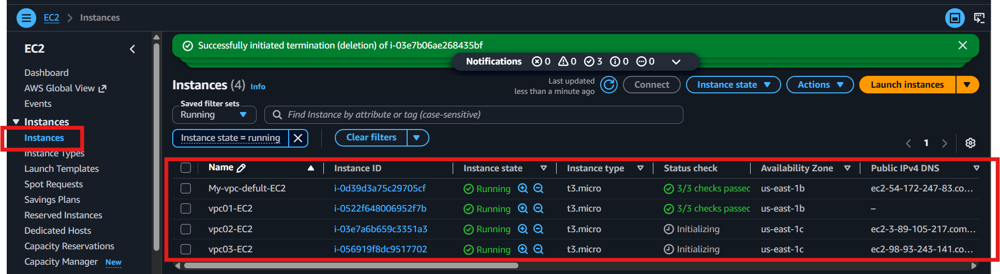 EC2 > Instances
EC2
Dashboard
AWS Global View
Events
Instances
Instances
Instance Types
Launch Templates
Spot Requests
Savings Plans
Reserved Instances
Dedicated Hosts
Capacity Reservations
Capacity Manager New
Successfully initiated termination (deletion) of i-03e7b06ae268435bf
Notifications 0 0 3 0 0
Instances (4) Info
Last updated
less than a minute ago
Connect Instance state Actions Launch instances
Saved filter sets
Running
Find Instance by attribute or tag (case-sensitive)
Instance state = running
Clear filters
1
Name Instance ID Instance state Instance type Status check Availability Zone Public IPv4 DNS
My-vpc-defult-EC2 i-0d39d3a75c29705cf Running t3.micro 3/3 checks passed us-east-1b ec2-54-172-247-83.co...
vpc01-EC2 i-0522f648006952f7b Running t3.micro 3/3 checks passed us-east-1b –
vpc02-EC2 i-03e7a6b659c3351a3 Running t3.micro Initializing us-east-1c ec2-3-89-105-217.com...
vpc03-EC2 i-056919f8dc9517702 Running t3.micro Initializing us-east-1c ec2-98-93-243-141.co...